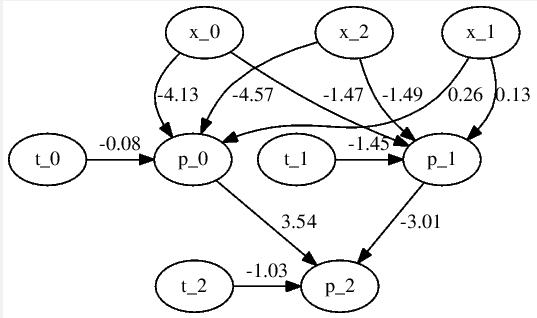 x_0 x_2 x_1
-4.13 -4.57 -1.47 -1.49 0.26 0.13
-0.08 -1.45
t_0 p_0 t_1 p_1
3.54 -3.01
-1.03
t_2 p_2